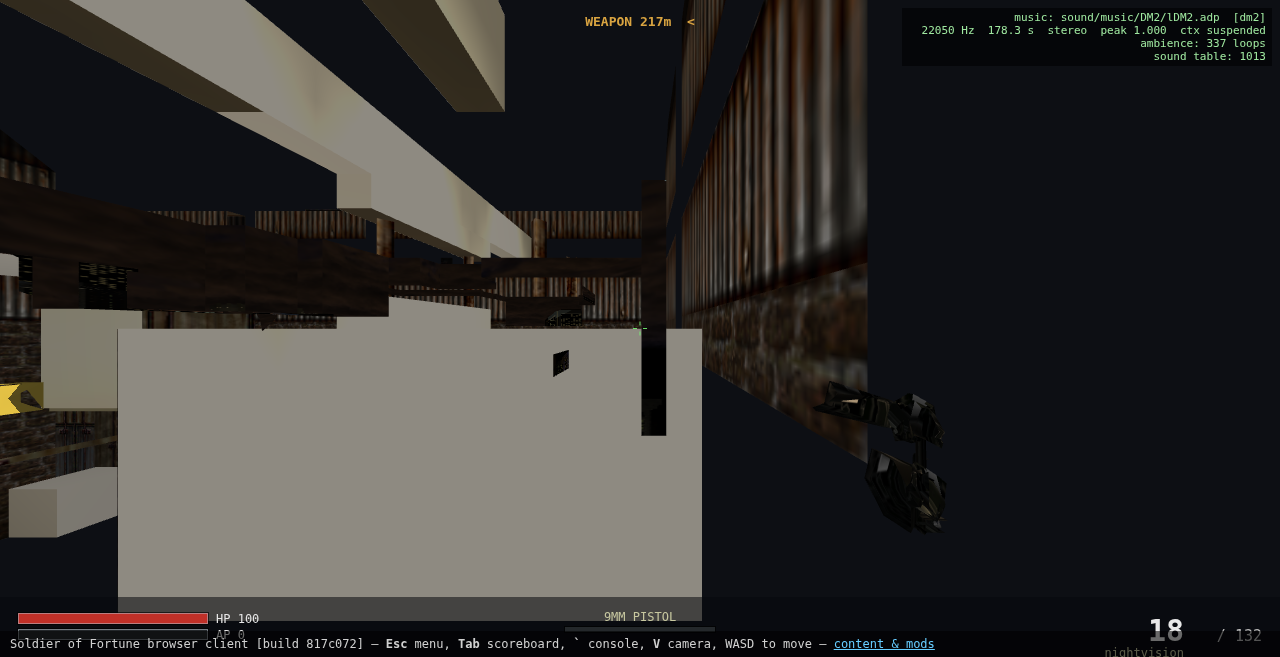 WEAPON 217m <
music: sound/music/DM2/lDM2.adp [dm2]
22050 Hz 178.3 s stereo peak 1.000 ctx suspended
ambience: 337 loops
sound table: 1013
HP 100
AP 0
9MM PISTOL
18 / 132
nightvision
Soldier of Fortune browser client [build 817c072] — Esc menu, Tab scoreboard, ` console, V camera, WASD to move — content & mods